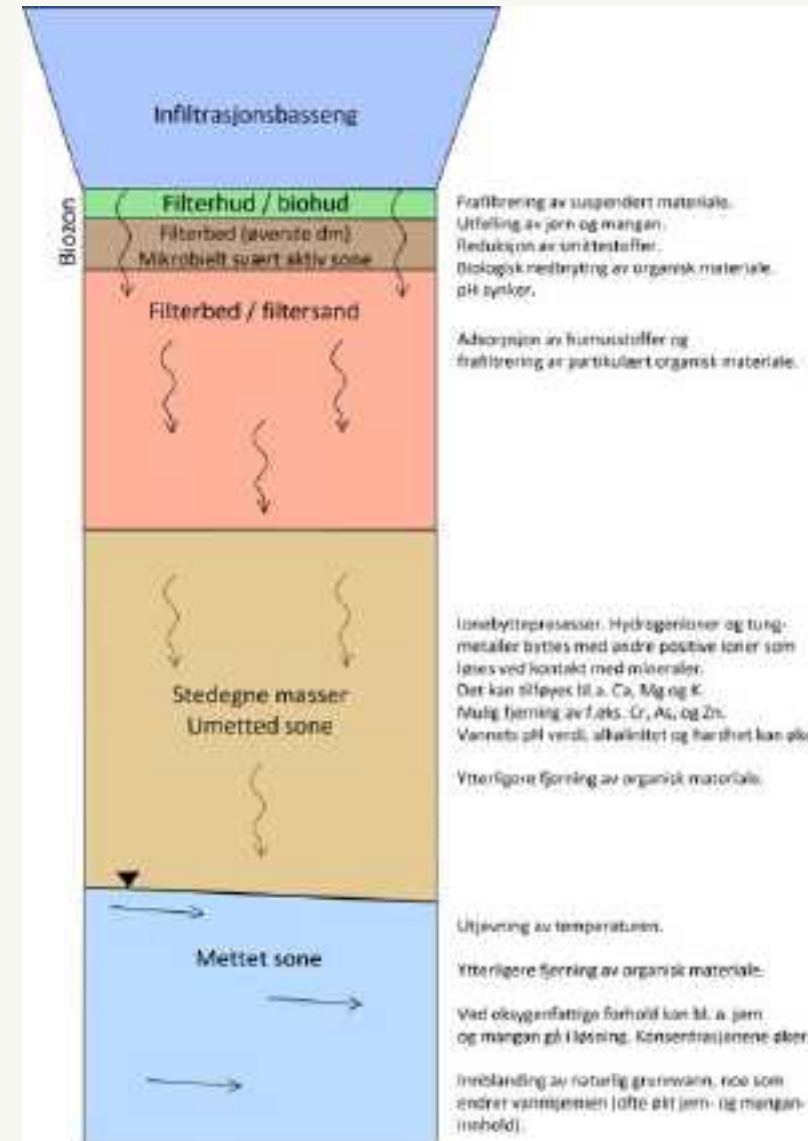 Infiltrasjonsbasseng
Biozon
Filterhud / biohud
Filterbed (øverste dm)
Mikrobielt svært aktiv sone
Filterbed / filtersand
Frafiltrering av suspendert materiale.
Utfelling av jern og mangan.
Reduksjon av smittestoffer.
Biologisk nedbryting av organisk materiale.
pH synker.
Adsorpsjon av humusstoffer og
frafiltrering av partikulært organisk materiale.
Stedegne masser
Umetted sone
Ionebytteprosesser. Hydrogenioner og tung-
metaller byttes med andre positive ioner som
løses ved kontakt med mineraler.
Det kan tilføyes bl.a. Ca, Mg og K.
Mulig fjerning av f.eks. Cr, As, og Zn.
Vannets pH verdi, alkalinitet og hardhet kan øke
Ytterligere fjerning av organisk materiale.
Mettet sone
Utjevning av temperaturen.
Ytterligere fjerning av organisk materiale.
Ved oksygenfattige forhold kan bl. a. jern
og mangan gå i løsning. Konsentrasjonene øker.
Innblanding av naturlig grunnvann, noe som
endrer vannkjemien (ofte økt jern- og mangan-
innhold).